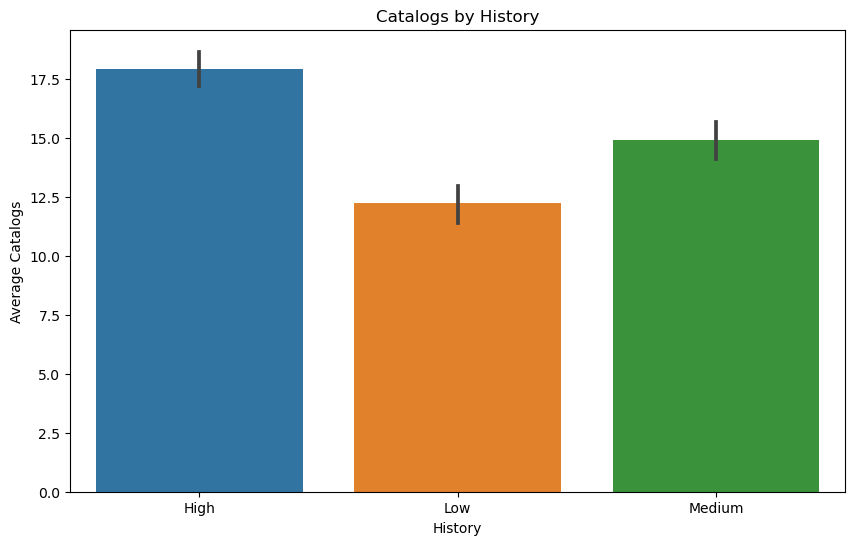 Catalogs by History
Average Catalogs
17.5
15.0
12.5
10.0
7.5
5.0
2.5
0.0
High Low Medium
History